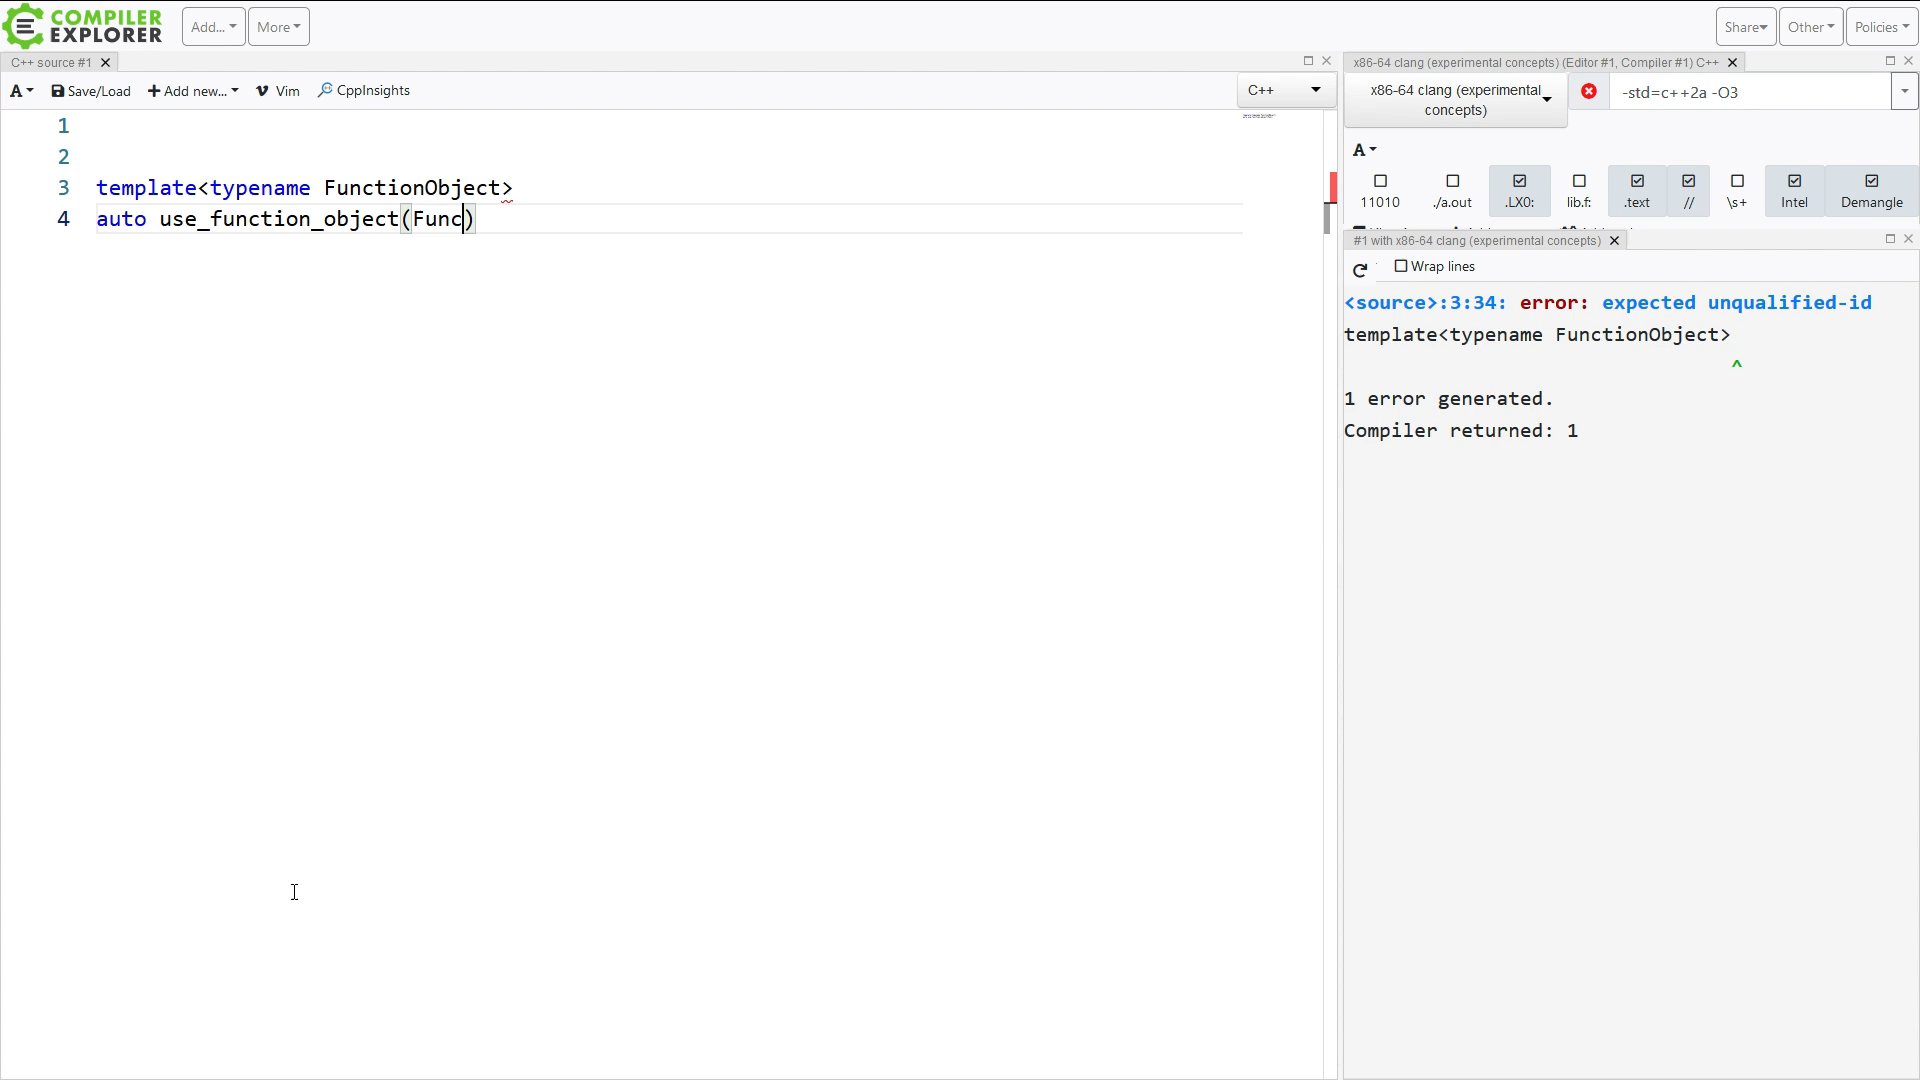 COMPILER
EXPLORER
Add...
More
Share
Other
Policies
C++ source #1
A
Save/Load
Add new...
Vim
CppInsights
C++
1
2
3 template<typename FunctionObject>
4 auto use_function_object(Func)
x86-64 clang (experimental concepts) (Editor #1, Compiler #1) C++
x86-64 clang (experimental
concepts)
-std=c++2a -O3
A
11010
./a.out
.LX0:
lib.f:
.text
//
\s+
Intel
Demangle
#1 with x86-64 clang (experimental concepts)
Wrap lines
<source>:3:34: error: expected unqualified-id
template<typename FunctionObject>
^
1 error generated.
Compiler returned: 1